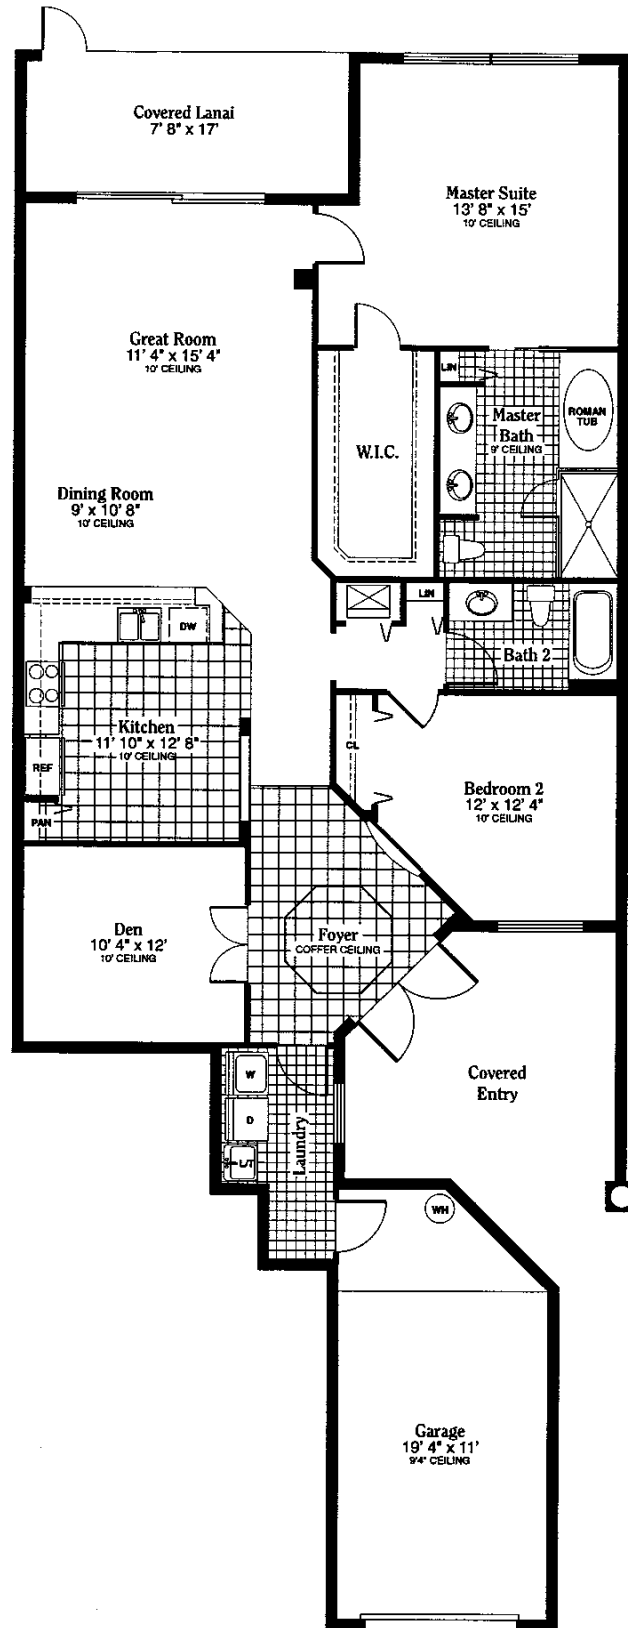 Covered Lanai
7' 8" x 17'
Master Suite
13' 8" x 15'
10' CEILING
Great Room
11' 4" x 15' 4"
10' CEILING
LIN
Master
Bath
9' CEILING
ROMAN
TUB
W.I.C.
Dining Room
9' x 10' 8"
10' CEILING
LIN
DW
Bath 2
Kitchen
11' 10" x 12' 8"
10' CEILING
CL
REF
PAN
Bedroom 2
12' x 12' 4"
10' CEILING
Den
10' 4" x 12'
10' CEILING
Foyer
COFFER CEILING
W
D
L/T
Laundry
Covered
Entry
WH
Garage
19' 4" x 11'
9'4" CEILING